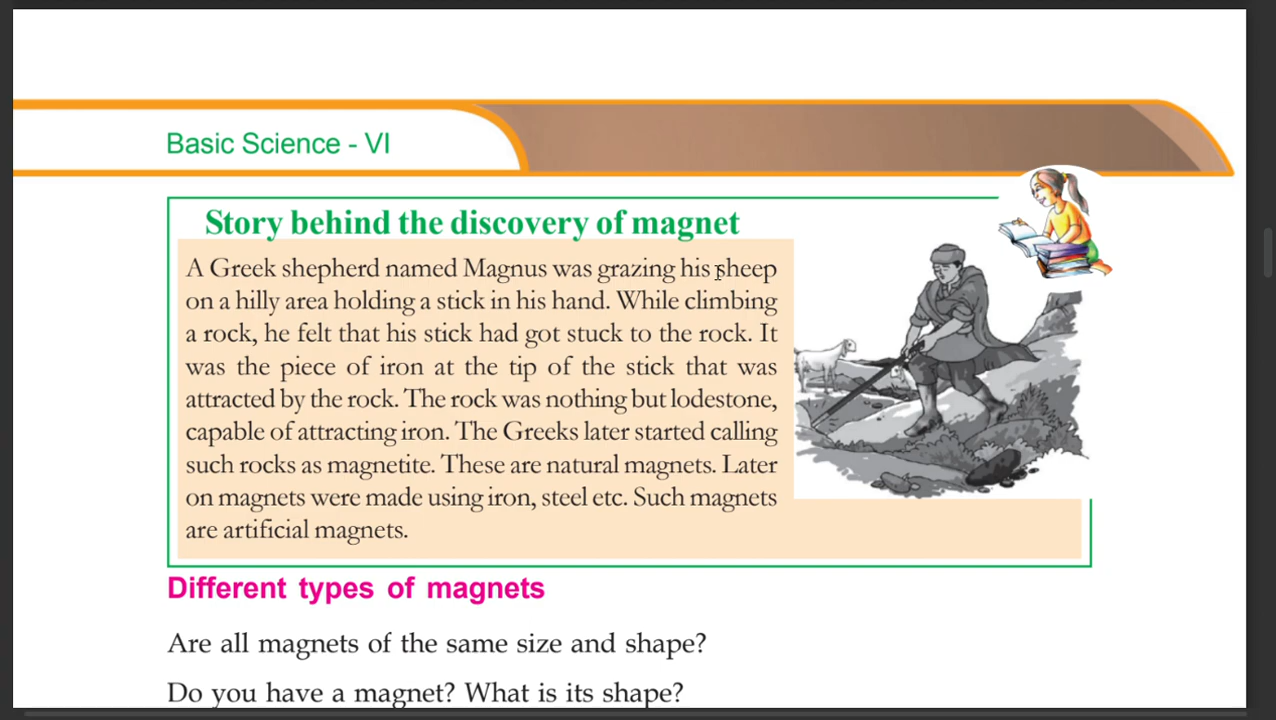 Basic Science - VI
Story behind the discovery of magnet
A Greek shepherd named Magnus was grazing his sheep
on a hilly area holding a stick in his hand. While climbing
a rock, he felt that his stick had got stuck to the rock. It
was the piece of iron at the tip of the stick that was
attracted by the rock. The rock was nothing but lodestone,
capable of attracting iron. The Greeks later started calling
such rocks as magnetite. These are natural magnets. Later
on magnets were made using iron, steel etc. Such magnets
are artificial magnets.
Different types of magnets
Are all magnets of the same size and shape?
Do you have a magnet? What is its shape?